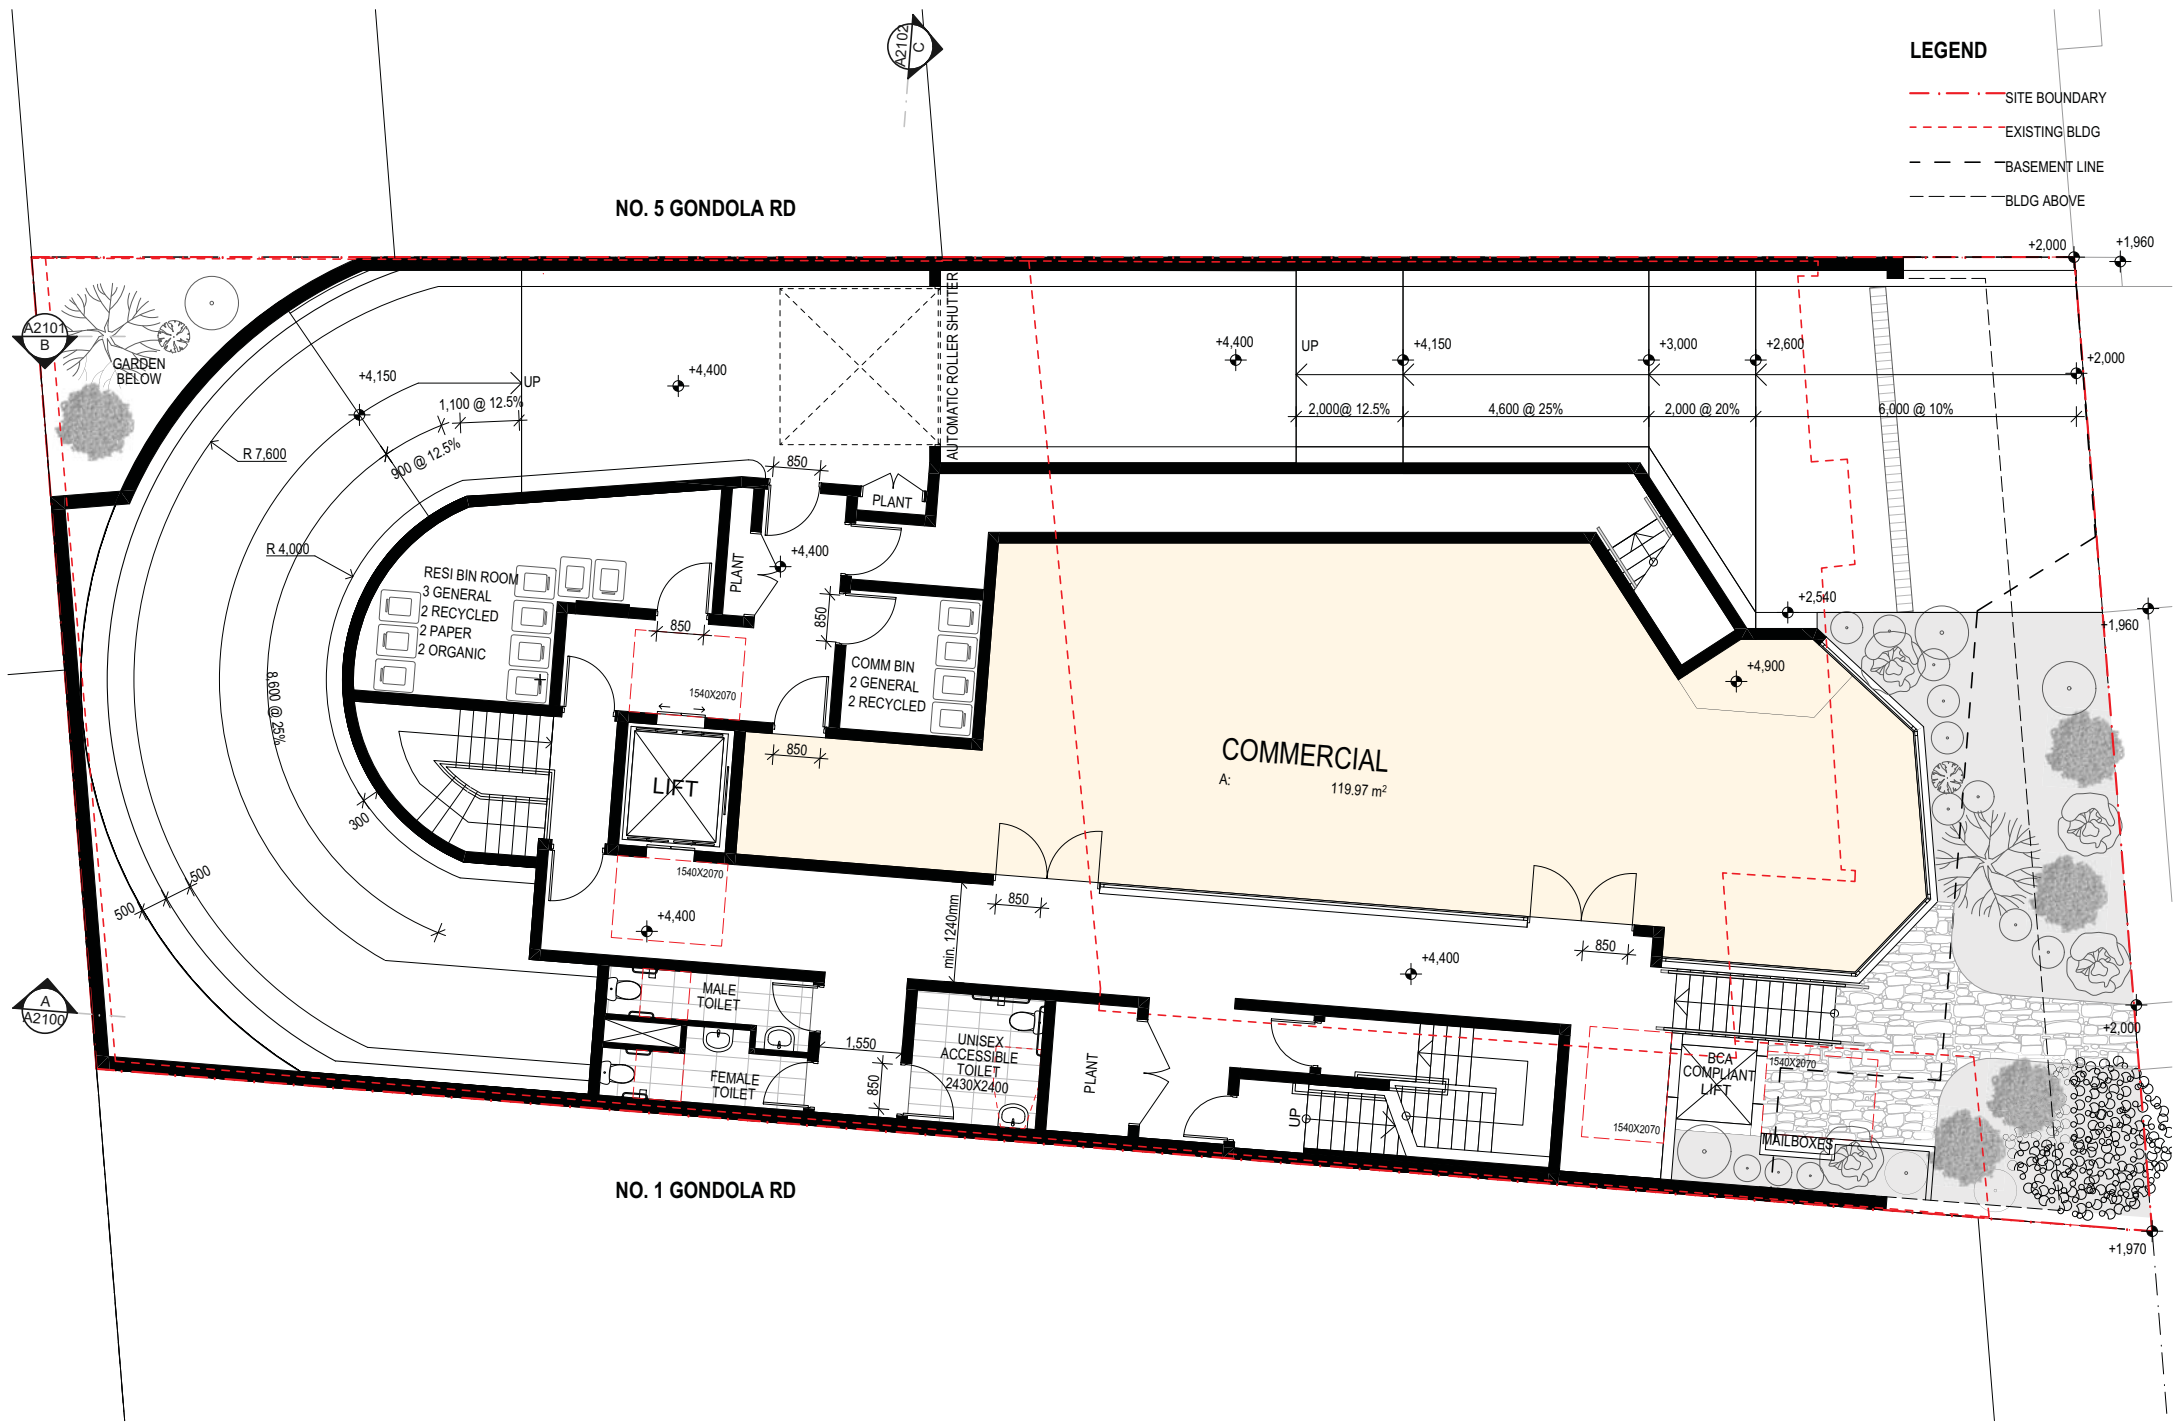 A2102
C
LEGEND
SITE BOUNDARY
EXISTING BLDG
BASEMENT LINE
BLDG ABOVE
NO. 5 GONDOLA RD
+2,000
+1,960
A2101
B
GARDEN
BELOW
AUTOMATIC ROLLER SHUTTER
+4,150
UP
+4,400
+4,400
UP
+4,150
+3,000
+2,600
+2,000
1,100 @ 12.5%
900 @ 12.5%
2,000@ 12.5%
4,600 @ 25%
2,000 @ 20%
6,000 @ 10%
R 7,600
850
PLANT
R 4,000
PLANT
+4,400
RESI BIN ROOM
3 GENERAL
2 RECYCLED
2 PAPER
2 ORGANIC
850
850
+2,540
+1,960
COMM BIN
2 GENERAL
2 RECYCLED
+4,900
1540X2070
8,600 @ 25%
850
COMMERCIAL
A: 119.97 m²
LIFT
300
1540X2070
500
500
850
min. 1240mm
+4,400
850
+4,400
A
A2100
MALE
TOILET
1,550
UNISEX
ACCESSIBLE
TOILET
2430X2400
FEMALE
TOILET
850
PLANT
UP
BCA
COMPLIANT
LIFT
1540X2070
1540X2070
MAILBOXES
+2,000
NO. 1 GONDOLA RD
+1,970